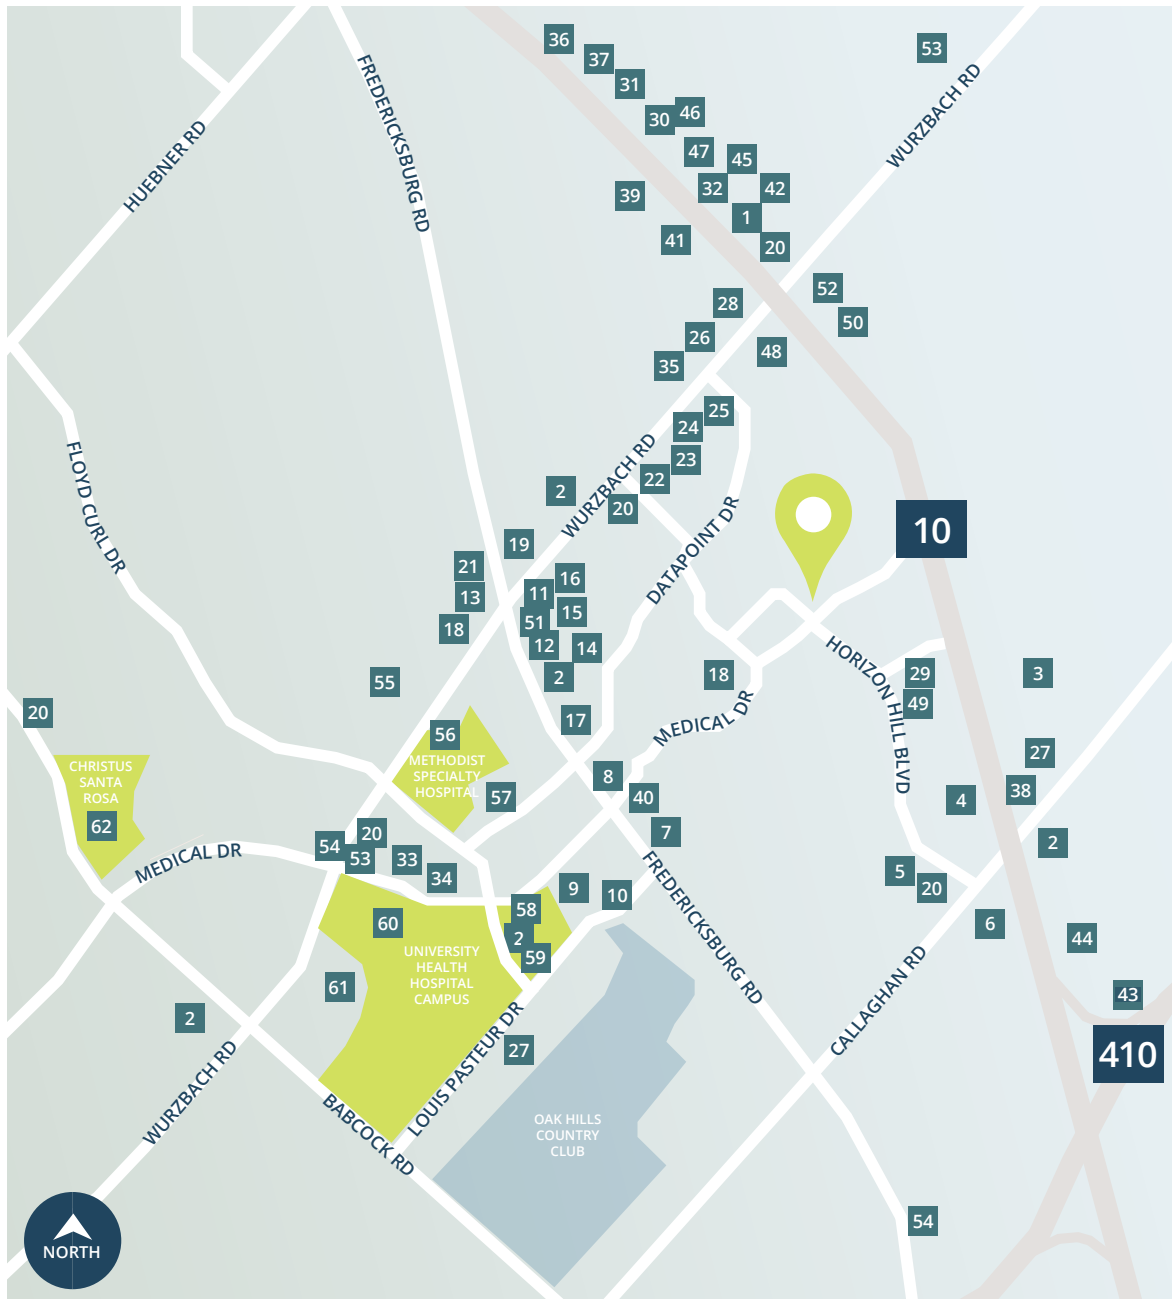 36
53
37
31
FREDERICKSBURG RD
WURZBACH RD
46
30
HUEBNER RD
47
45
32
42
39
1
41
20
52
28
50
26
48
35
25
24
WURZBACH RD
23
22
FLOYD CURL DR
2
20
10
DATAPOINT DR
19
21
16
11
13
15
51
18
12
14
HORIZON HILL BLVD
29
3
18
2
55
49
MEDICAL DR
20
17
56
27
METHODIST
SPECIALTY
HOSPITAL
CHRISTUS
SANTA
ROSA
8
38
57
40
4
62
7
20
2
54
53
33
MEDICAL DR
34
5
9
20
10
FREDERICKSBURG RD
58
60
6
2
44
59
UNIVERSITY
HEALTH
HOSPITAL
CAMPUS
61
43
CALLAGHAN RD
2
LOUIS PASTEUR DR
27
410
WURZBACH RD
BABCOCK RD
OAK HILLS
COUNTRY
CLUB
54
NORTH